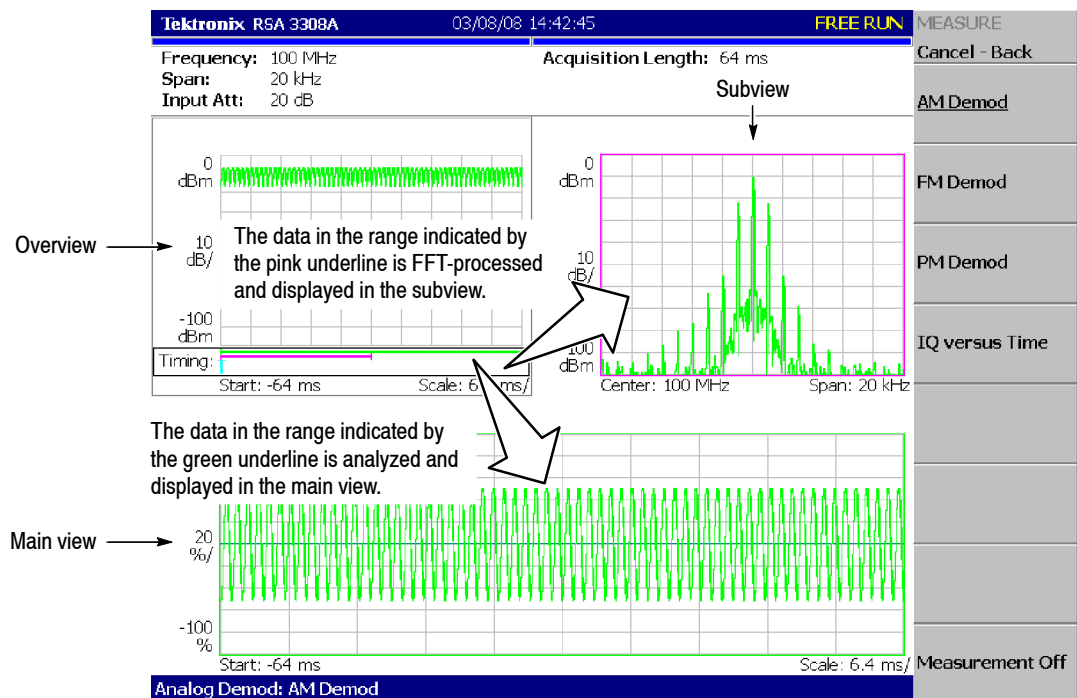 Tektronix RSA 3308A 03/08/08 14:42:45 FREE RUN
MEASURE
Cancel - Back
Frequency: 100 MHz
Span: 20 kHz
Input Att: 20 dB
Acquisition Length: 64 ms
Subview
AM Demod
FM Demod
PM Demod
IQ versus Time
Measurement Off
Overview
0
dBm
10
dB/
-100
dBm
The data in the range indicated by
the pink underline is FFT-processed
and displayed in the subview.
Timing:
Start: -64 ms Scale: 6 ms/
0
dBm
10
dB/
100
dBm
Center: 100 MHz Span: 20 kHz
The data in the range indicated by
the green underline is analyzed and
displayed in the main view.
Main view
20
%/
-100
%
Start: -64 ms Scale: 6.4 ms/
Analog Demod: AM Demod